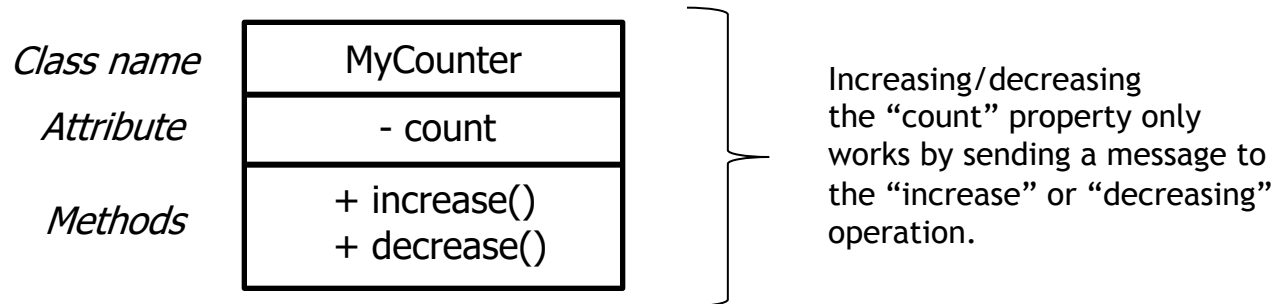 Class name
MyCounter
Attribute
- count
Methods
+ increase()
+ decrease()
Increasing/decreasing
the “count” property only
works by sending a message to
the “increase” or “decreasing”
operation.